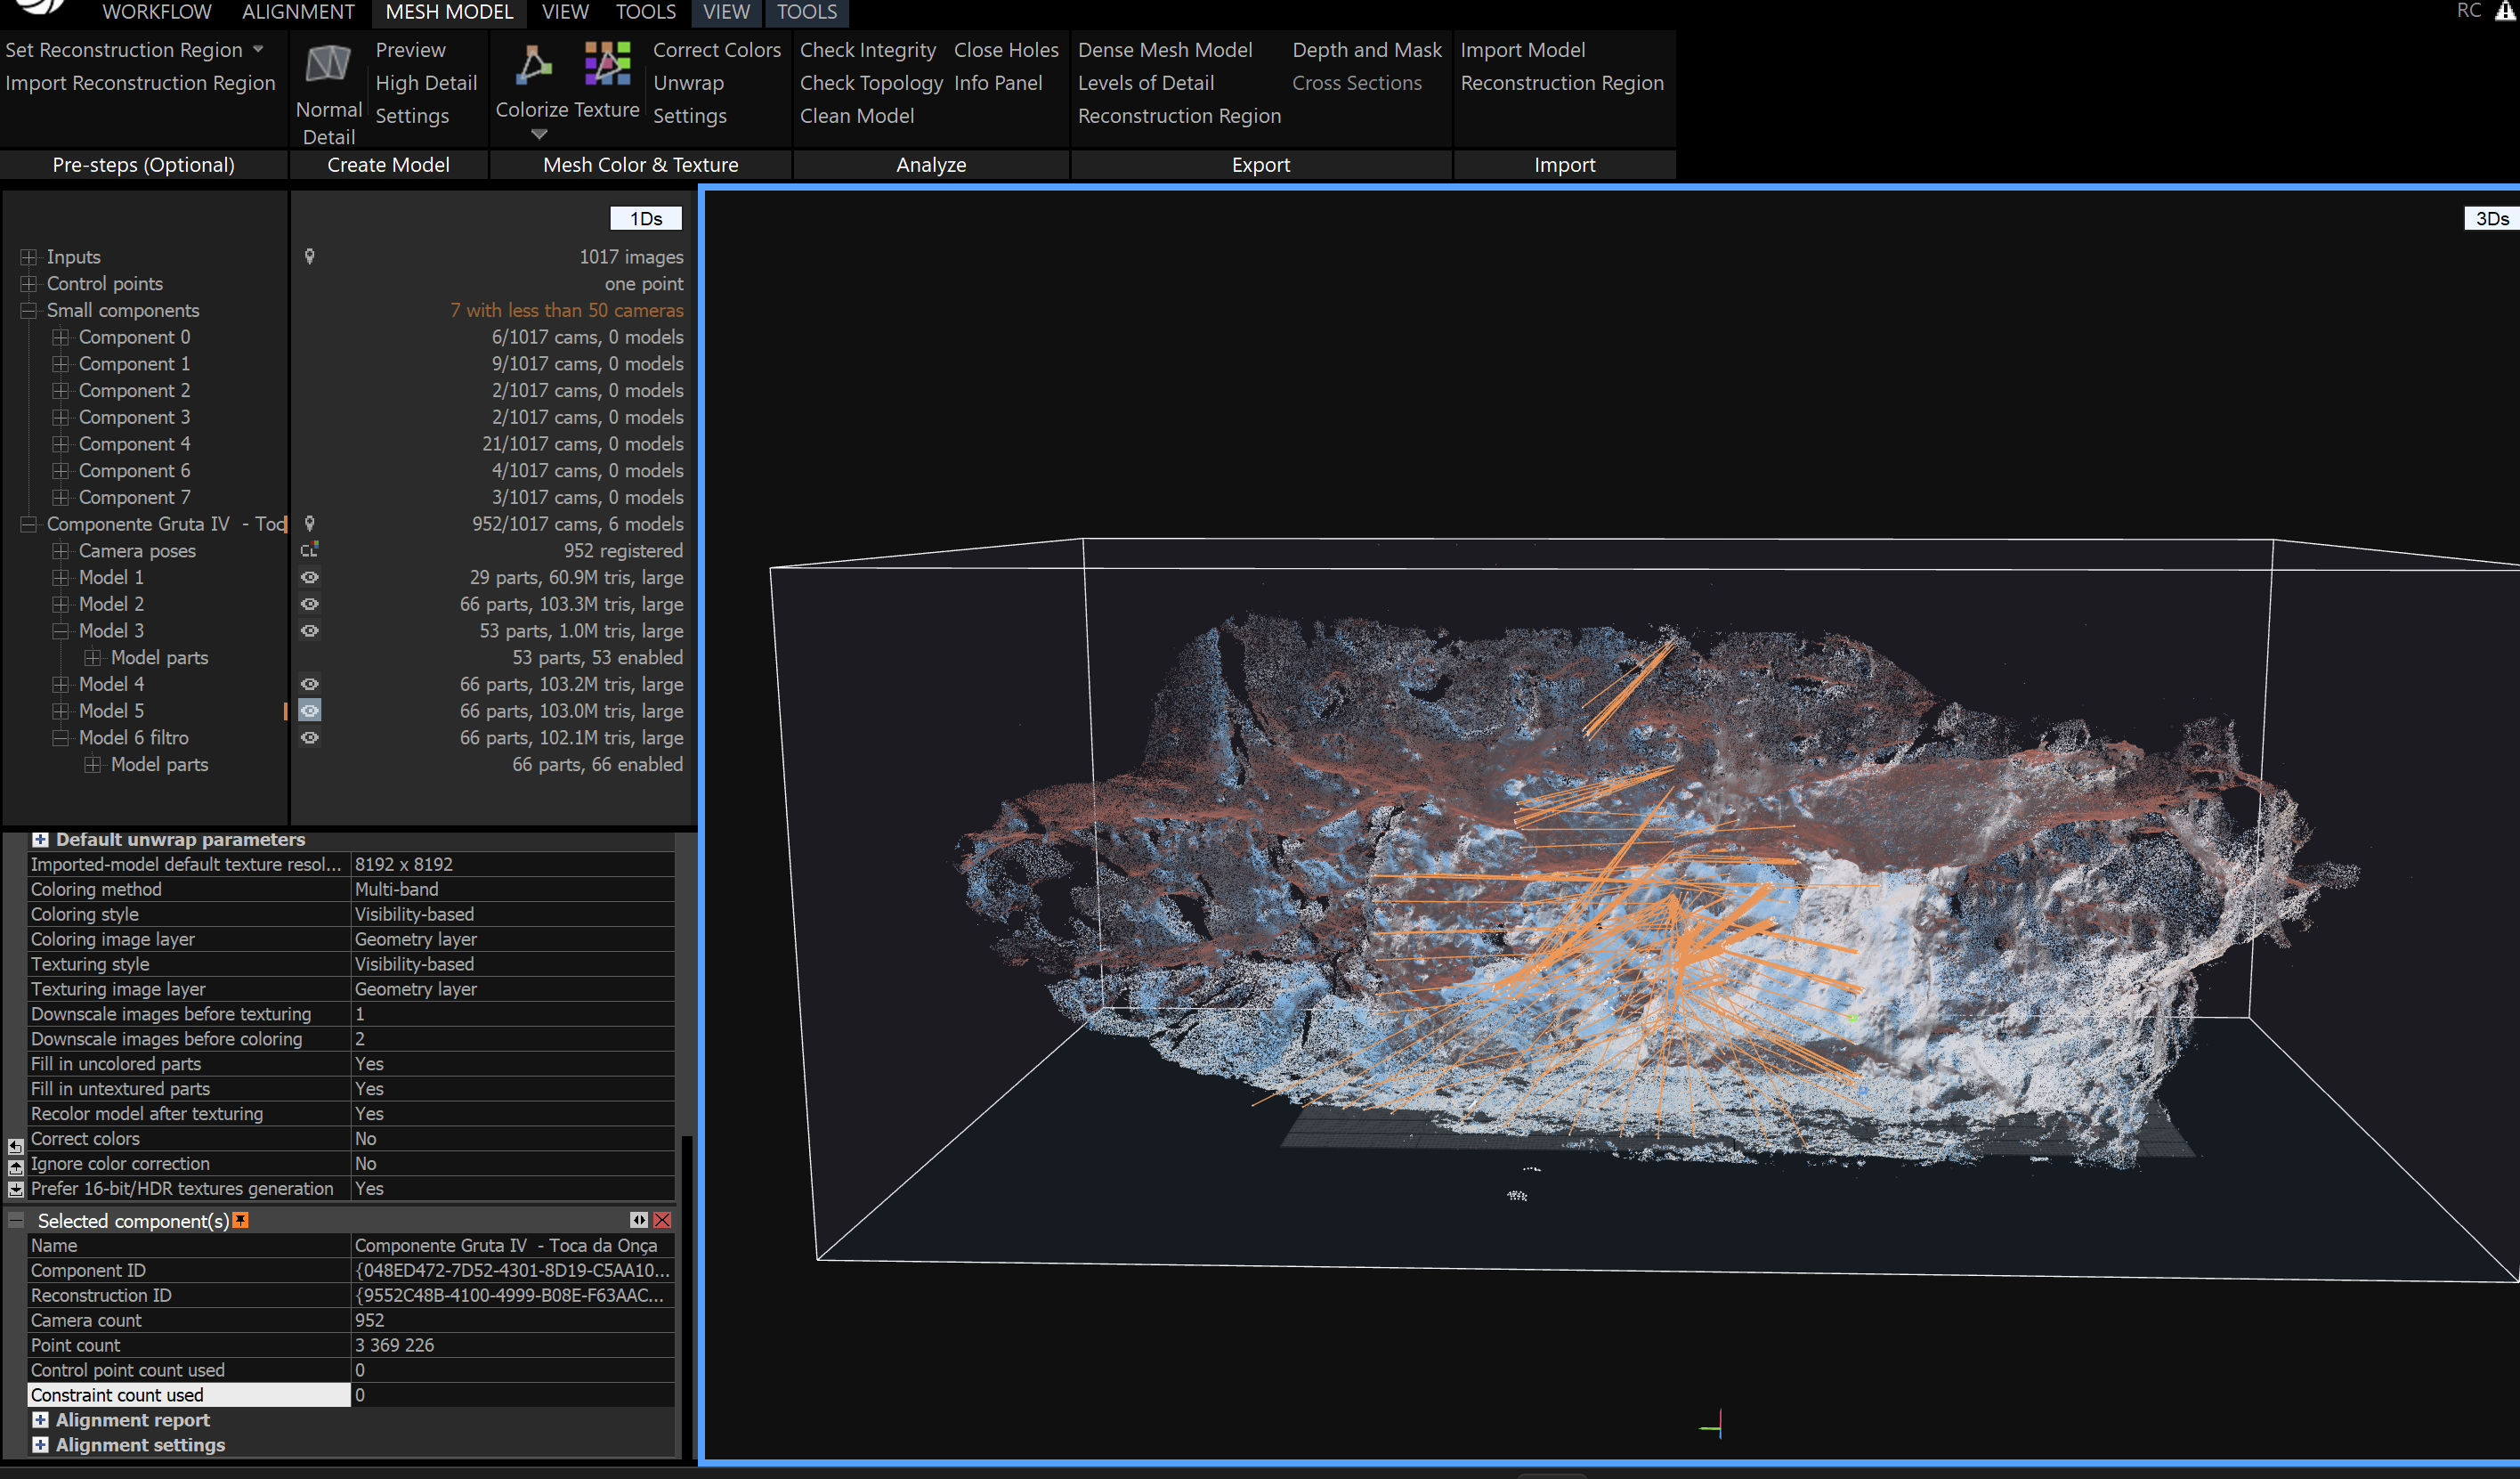 WORKFLOW ALIGNMENT MESH MODEL VIEW TOOLS VIEW TOOLS RC
Set Reconstruction Region
Import Reconstruction Region
Pre-steps (Optional)
Normal Detail
Preview
High Detail
Settings
Create Model
Colorize Texture
Correct Colors
Unwrap
Settings
Mesh Color & Texture
Check Integrity Close Holes
Check Topology Info Panel
Clean Model
Analyze
Dense Mesh Model Depth and Mask
Levels of Detail Cross Sections
Reconstruction Region
Export
Import Model
Reconstruction Region
Import
1Ds
3Ds
Inputs 1017 images
Control points one point
Small components 7 with less than 50 cameras
Component 0 6/1017 cams, 0 models
Component 1 9/1017 cams, 0 models
Component 2 2/1017 cams, 0 models
Component 3 2/1017 cams, 0 models
Component 4 21/1017 cams, 0 models
Component 6 4/1017 cams, 0 models
Component 7 3/1017 cams, 0 models
Componente Gruta IV - Toc 952/1017 cams, 6 models
Camera poses 952 registered
Model 1 29 parts, 60.9M tris, large
Model 2 66 parts, 103.3M tris, large
Model 3 53 parts, 1.0M tris, large
Model parts 53 parts, 53 enabled
Model 4 66 parts, 103.2M tris, large
Model 5 66 parts, 103.0M tris, large
Model 6 filtro 66 parts, 102.1M tris, large
Model parts 66 parts, 66 enabled
Default unwrap parameters
Imported-model default texture resol... 8192 x 8192
Coloring method Multi-band
Coloring style Visibility-based
Coloring image layer Geometry layer
Texturing style Visibility-based
Texturing image layer Geometry layer
Downscale images before texturing 1
Downscale images before coloring 2
Fill in uncolored parts Yes
Fill in untextured parts Yes
Recolor model after texturing Yes
Correct colors No
Ignore color correction No
Prefer 16-bit/HDR textures generation Yes
Selected component(s)
Name Componente Gruta IV - Toca da Onça
Component ID {048ED472-7D52-4301-8D19-C5AA10...
Reconstruction ID {9552C48B-4100-4999-B08E-F63AAC...
Camera count 952
Point count 3 369 226
Control point count used 0
Constraint count used 0
Alignment report
Alignment settings